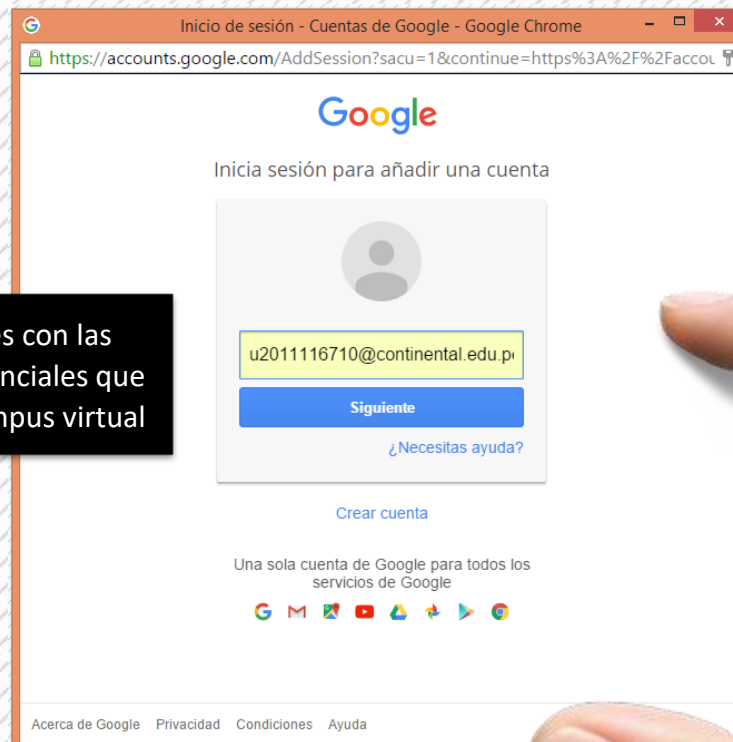 Inicio de sesión - Cuentas de Google - Google Chrome
https://accounts.google.com/AddSession?sacu=1&continue=https%3A%2F%2Faccou
Google
Inicia sesión para añadir una cuenta
con las
que
virtual
u2011116710@continental.edu.p
Siguiente
¿Necesitas ayuda?
Crear cuenta
Una sola cuenta de Google para todos los
servicios de Google
Acerca de Google Privacidad Condiciones Ayuda